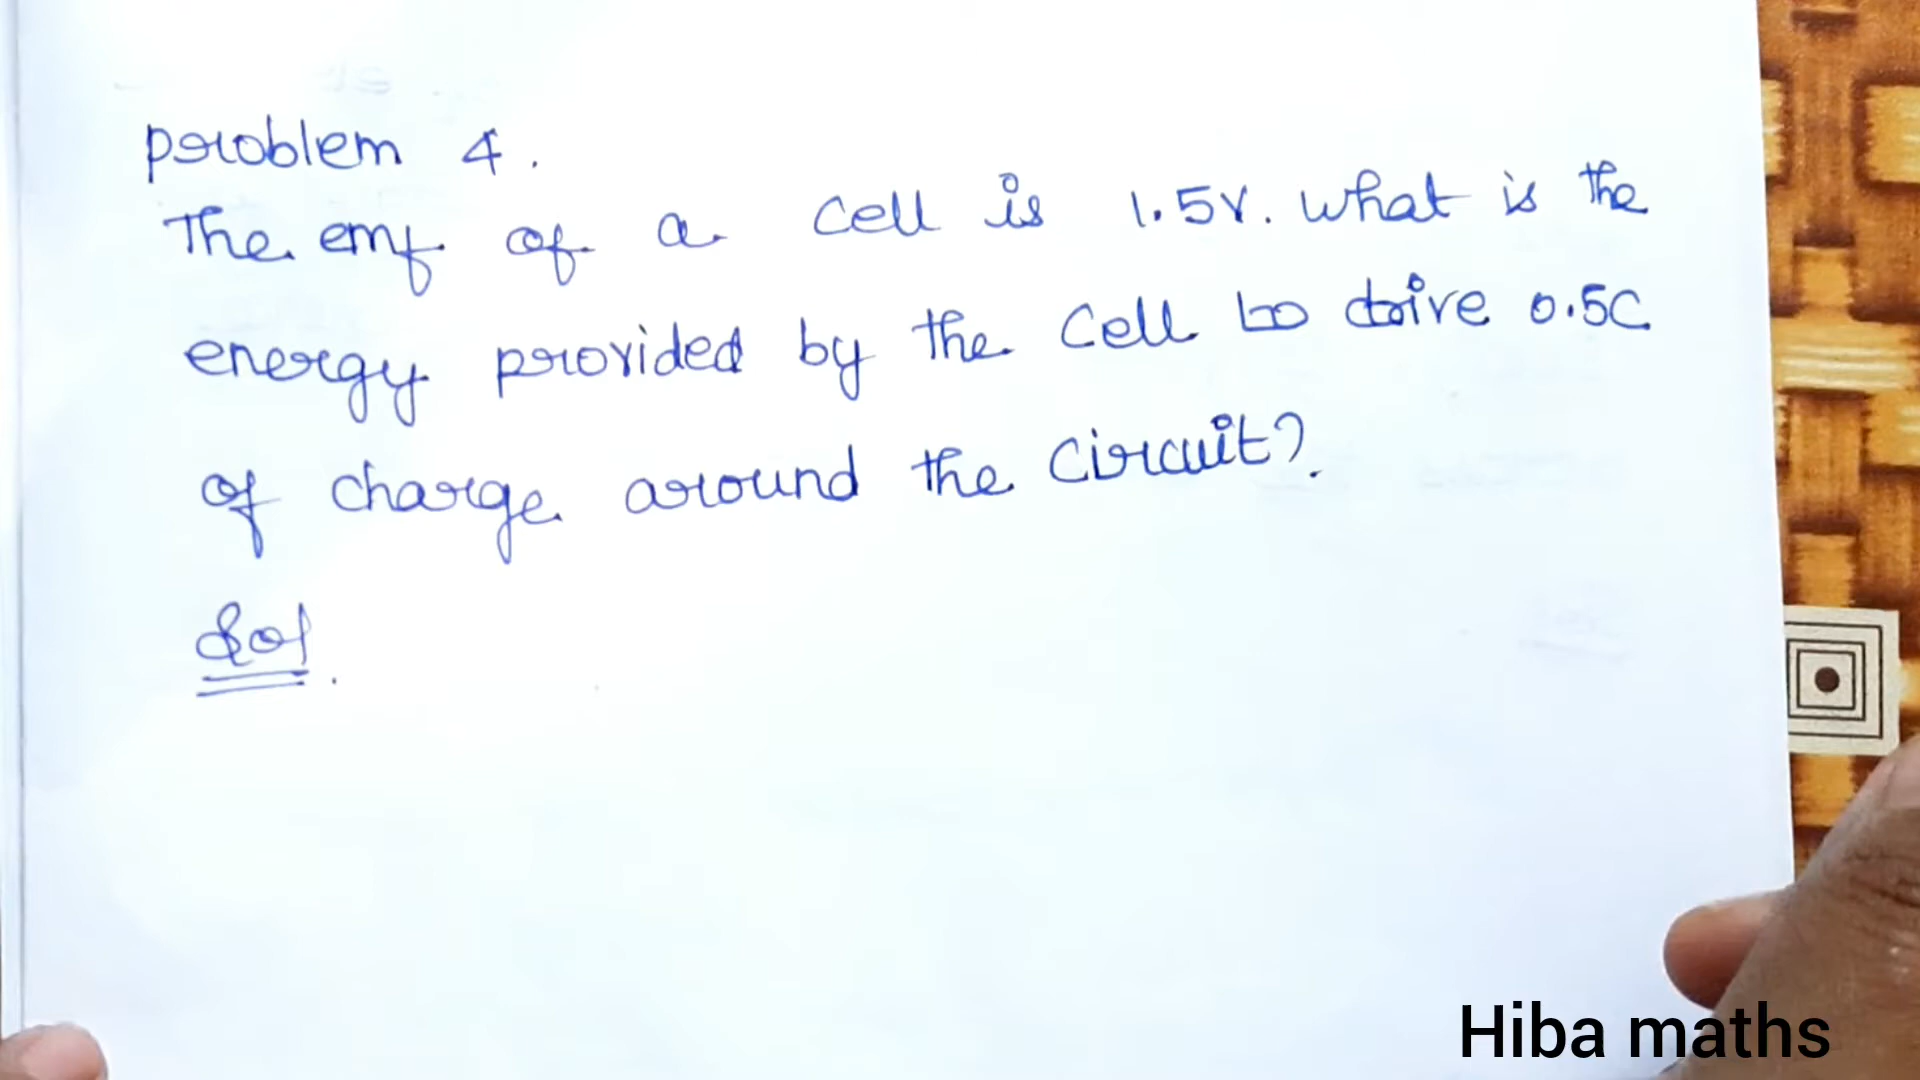 problem 4.
The emf of a cell is 1.5V. What is the
energy provided by the cell to drive 0.5C
of charge around the circuit?
Sol.
Hiba maths